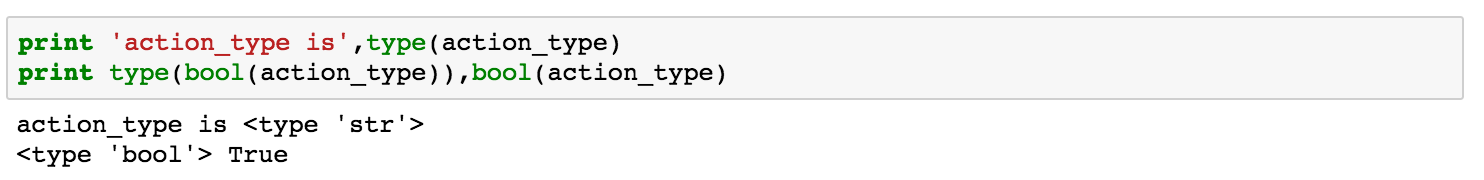 print 'action_type is',type(action_type)
print type(bool(action_type)),bool(action_type)
action_type is <type 'str'>
<type 'bool'> True